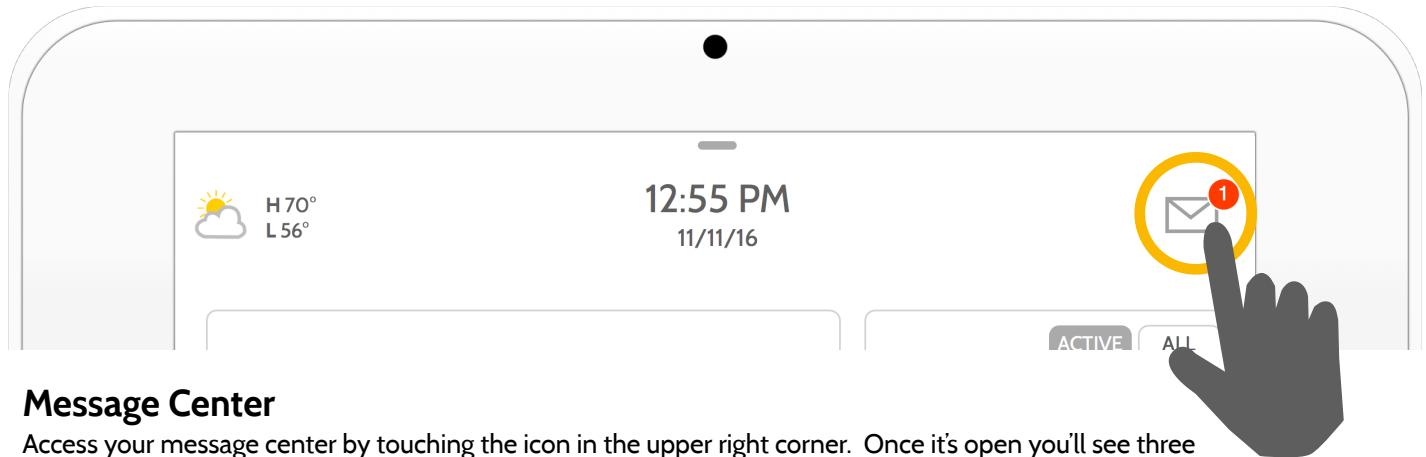 H 70°
L 56°
12:55 PM
11/11/16
1
ACTIVE ALL
Message Center
Access your message center by touching the icon in the upper right corner. Once it's open you'll see three